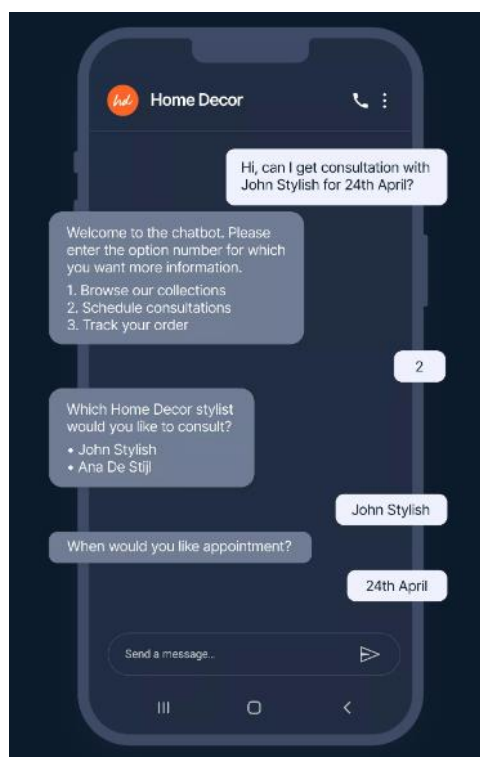 hd
Home Decor
Hi, can I get consultation with
John Stylish for 24th April?
Welcome to the chatbot. Please
enter the option number for which
you want more information.
1. Browse our collections
2. Schedule consultations
3. Track your order
2
Which Home Decor stylist
would you like to consult?
• John Stylish
• Ana De Stijl
John Stylish
When would you like appointment?
24th April
Send a message...